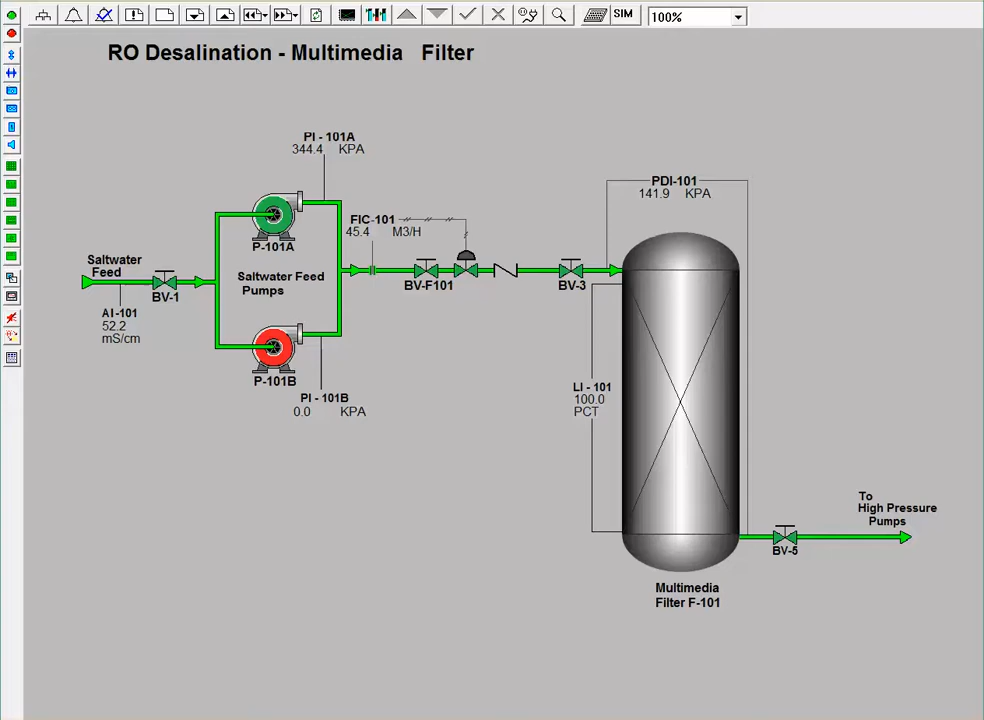 SIM
100%
RO Desalination - Multimedia Filter
PI - 101A
344.4 KPA
PDI-101
141.9 KPA
FIC-101
45.4 M3/H
P-101A
Saltwater
Feed
Saltwater Feed
Pumps
BV-1
BV-F101
BV-3
AI-101
52.2
mS/cm
P-101B
PI - 101B
0.0 KPA
LI - 101
100.0
PCT
To
High Pressure
Pumps
BV-5
Multimedia
Filter F-101